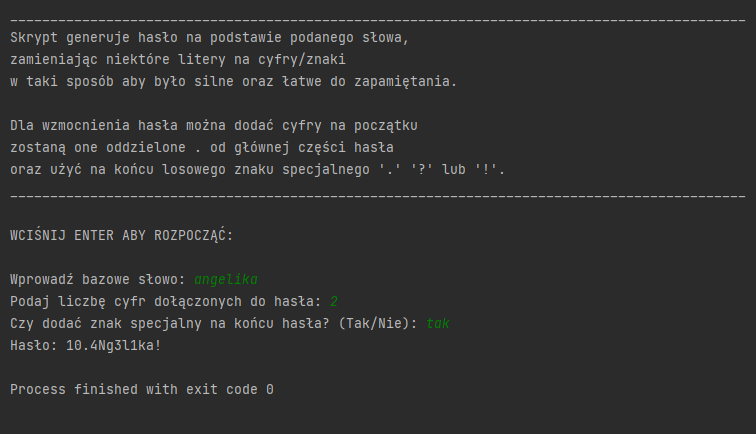 ____________________________________________________________________________________________
Skrypt generuje hasło na podstawie podanego słowa,
zamieniając niektóre litery na cyfry/znaki
w taki sposób aby było silne oraz łatwe do zapamiętania.
Dla wzmocnienia hasła można dodać cyfry na początku
zostaną one oddzielone . od głównej części hasła
oraz użyć na końcu losowego znaku specjalnego '.' '?' lub '!'.
____________________________________________________________________________________________
WCIŚNIJ ENTER ABY ROZPOCZĄĆ:
Wprowadź bazowe słowo: angelika
Podaj liczbę cyfr dołączonych do hasła: 2
Czy dodać znak specjalny na końcu hasła? (Tak/Nie): tak
Hasło: 10.4Ng3l1ka!
Process finished with exit code 0